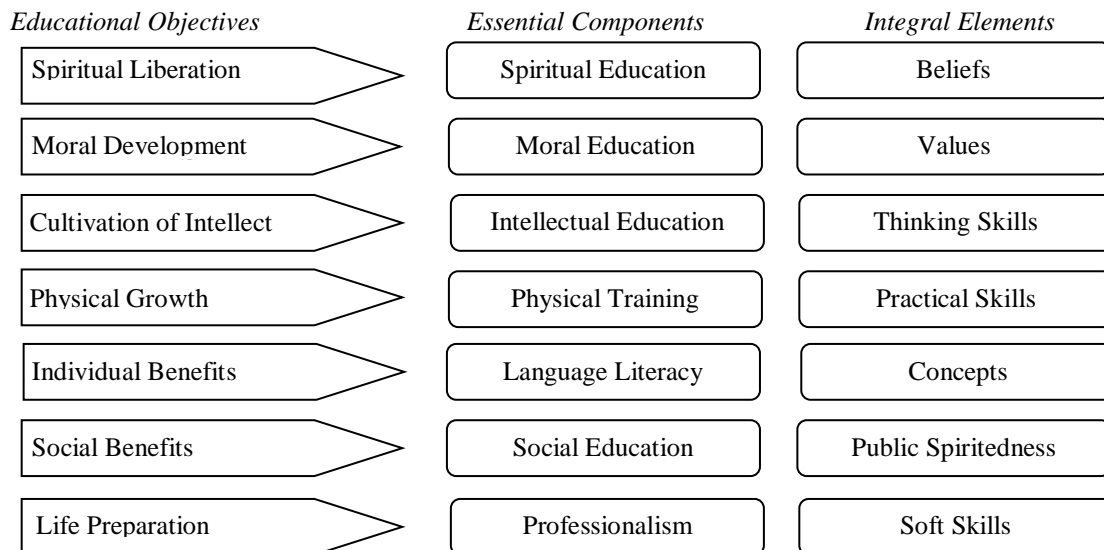 Educational Objectives Essential Components Integral Elements
Spiritual Liberation Spiritual Education Beliefs
Moral Development Moral Education Values
Cultivation of Intellect Intellectual Education Thinking Skills
Physical Growth Physical Training Practical Skills
Individual Benefits Language Literacy Concepts
Social Benefits Social Education Public Spiritedness
Life Preparation Professionalism Soft Skills